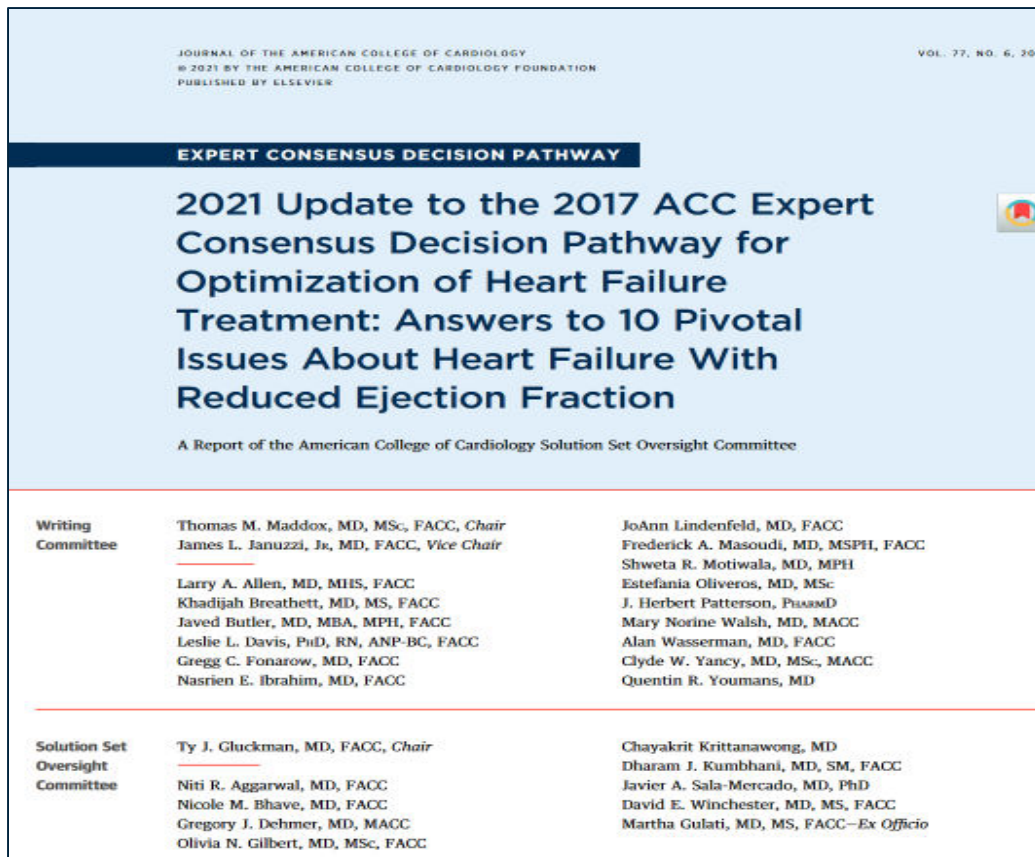 JOURNAL OF THE AMERICAN COLLEGE OF CARDIOLOGY
© 2021 BY THE AMERICAN COLLEGE OF CARDIOLOGY FOUNDATION
PUBLISHED BY ELSEVIER
VOL. 77, NO. 6, 20
EXPERT CONSENSUS DECISION PATHWAY
2021 Update to the 2017 ACC Expert
Consensus Decision Pathway for
Optimization of Heart Failure
Treatment: Answers to 10 Pivotal
Issues About Heart Failure With
Reduced Ejection Fraction
A Report of the American College of Cardiology Solution Set Oversight Committee
Writing
Committee
Thomas M. Maddox, MD, MSc, FACC, Chair
James L. Januzzi, JR, MD, FACC, Vice Chair
Larry A. Allen, MD, MHS, FACC
Khadijah Breathett, MD, MS, FACC
Javed Butler, MD, MBA, MPH, FACC
Leslie L. Davis, PHD, RN, ANP-BC, FACC
Gregg C. Fonarow, MD, FACC
Nasrien E. Ibrahim, MD, FACC
JoAnn Lindenfeld, MD, FACC
Frederick A. Masoudi, MD, MSPH, FACC
Shweta R. Motiwala, MD, MPH
Estefania Oliveros, MD, MSc
J. Herbert Patterson, PHARMD
Mary Norine Walsh, MD, MACC
Alan Wasserman, MD, FACC
Clyde W. Yancy, MD, MSc, MACC
Quentin R. Youmans, MD
Solution Set
Oversight
Committee
Ty J. Gluckman, MD, FACC, Chair
Niti R. Aggarwal, MD, FACC
Nicole M. Bhave, MD, FACC
Gregory J. Dehmer, MD, MACC
Olivia N. Gilbert, MD, MSc, FACC
Chayakrit Krittanawong, MD
Dharam J. Kumbhani, MD, SM, FACC
Javier A. Sala-Mercado, MD, PhD
David E. Winchester, MD, MS, FACC
Martha Gulati, MD, MS, FACC—Ex Officio